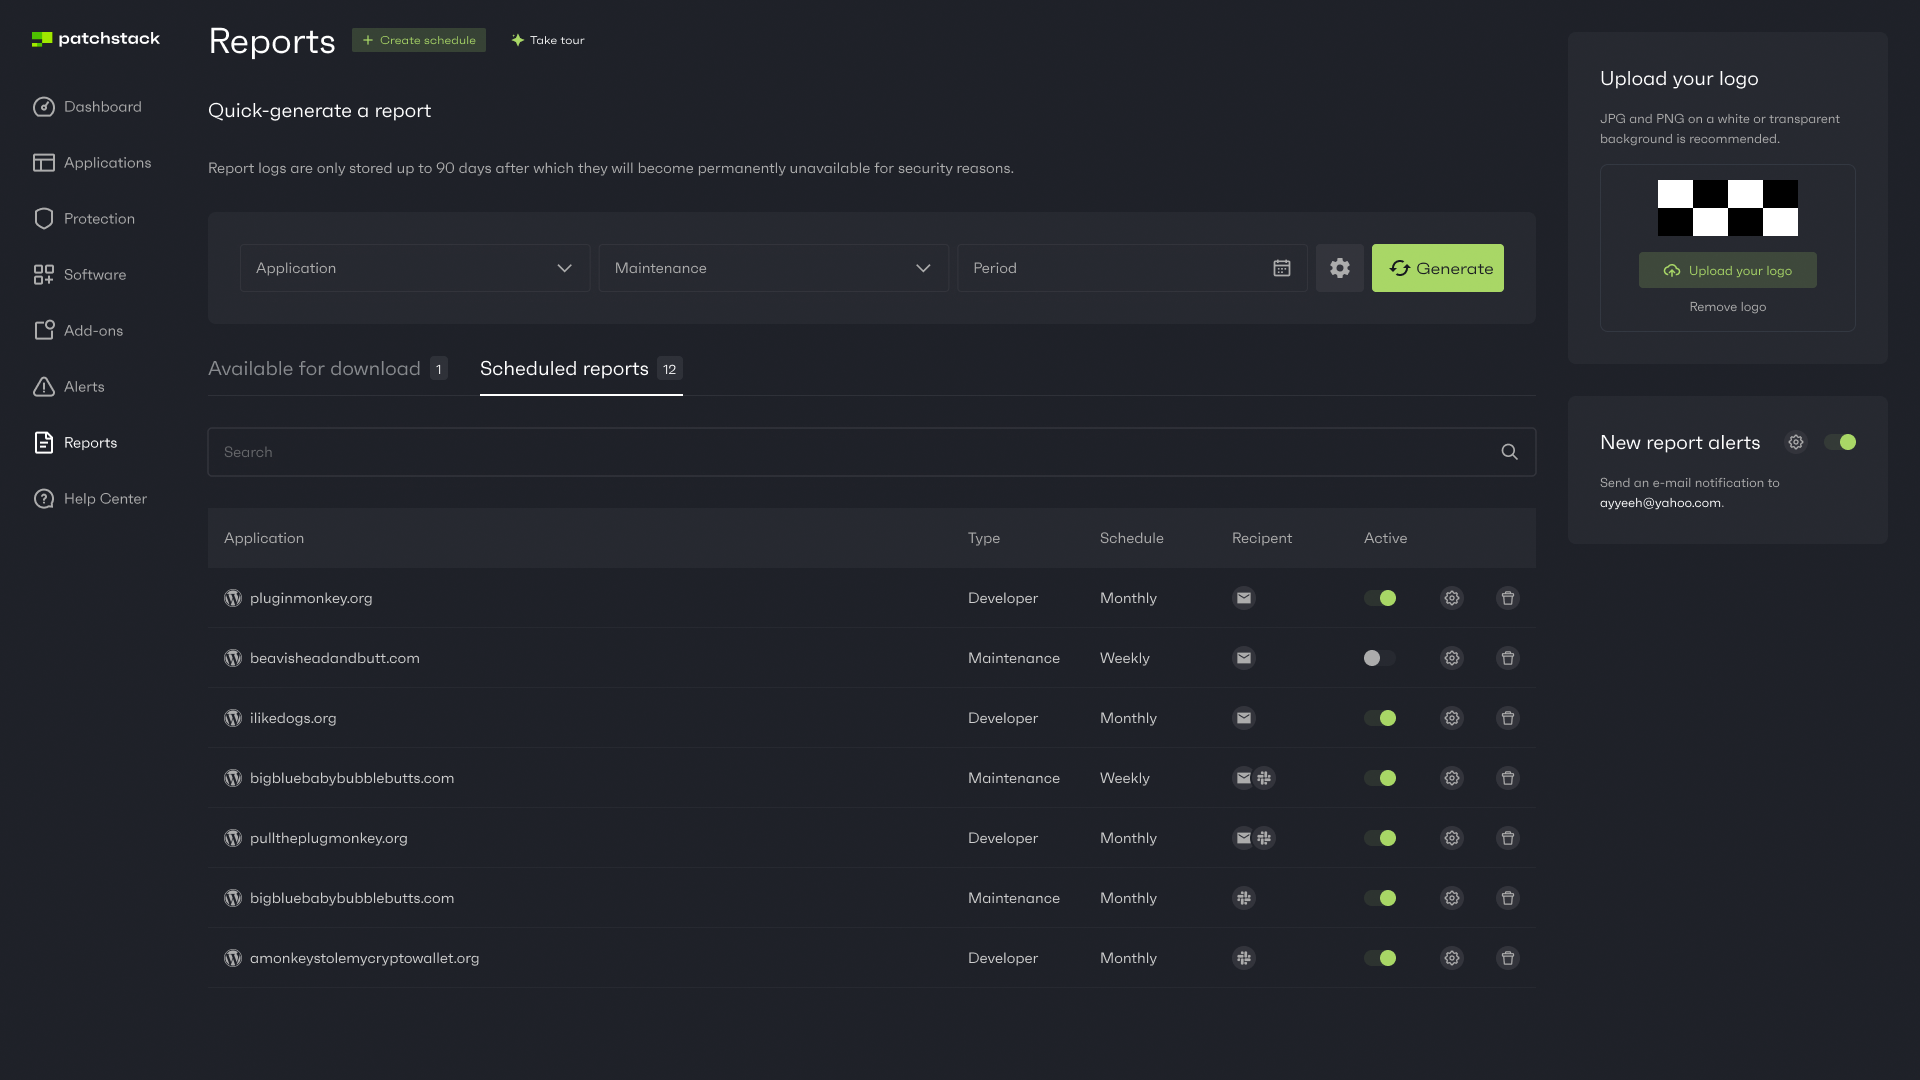 patchstack
Dashboard
Applications
Protection
Software
Add-ons
Alerts
Reports
Help Center
Reports
Create schedule
Take tour
Quick-generate a report
Report logs are only stored up to 90 days after which they will become permanently unavailable for security reasons.
Application
Maintenance
Period
Generate
Available for download 1
Scheduled reports 12
Search
Application Type Schedule Recipent Active
pluginmonkey.org Developer Monthly
beavisheadandbutt.com Maintenance Weekly
ilikedogs.org Developer Monthly
bigbluebabybubblebutts.com Maintenance Weekly
pulltheplugmonkey.org Developer Monthly
bigbluebabybubblebutts.com Maintenance Monthly
amonkeystolemycryptowallet.org Developer Monthly
Upload your logo
JPG and PNG on a white or transparent
background is recommended.
Upload your logo
Remove logo
New report alerts
Send an e-mail notification to
ayyeeh@yahoo.com.